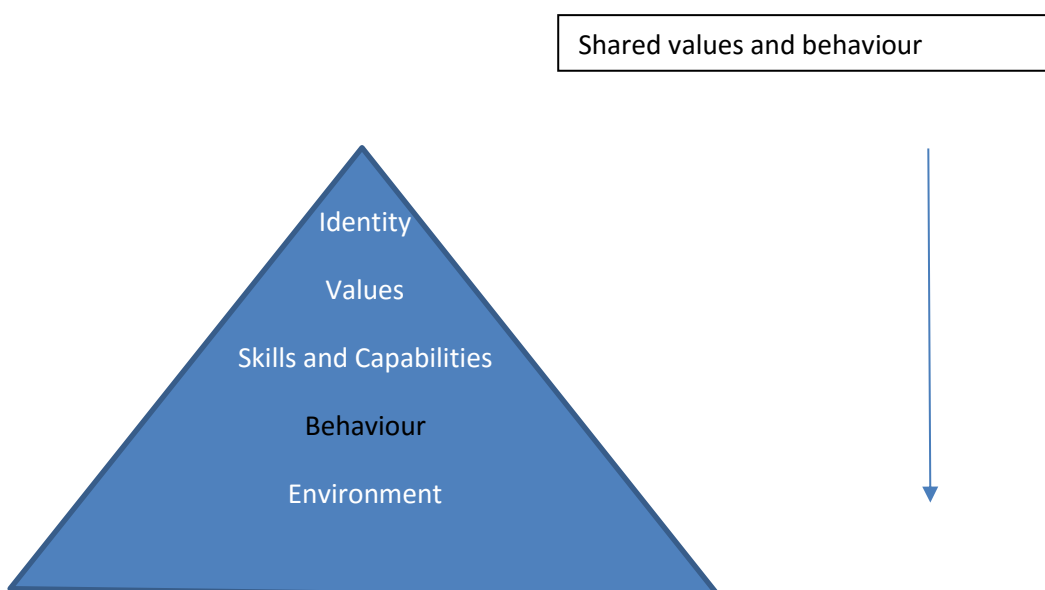 Shared values and behaviour
Identity
Values
Skills and Capabilities
Behaviour
Environment